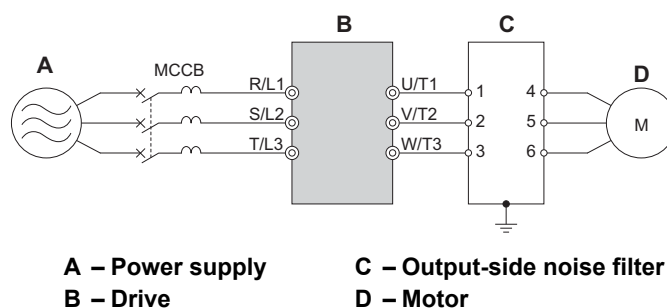 B
C
A
D
MCCB
R/L1
U/T1
1
4
S/L2
V/T2
2
5
M
T/L3
W/T3
3
6
A – Power supply
C – Output-side noise filter
B – Drive
D – Motor